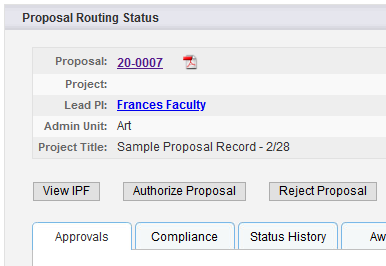 Proposal Routing Status
Proposal: 20-0007
Project:
Lead PI: Frances Faculty
Admin Unit: Art
Project Title: Sample Proposal Record - 2/28
View IPF Authorize Proposal Reject Proposal
Approvals Compliance Status History Aw